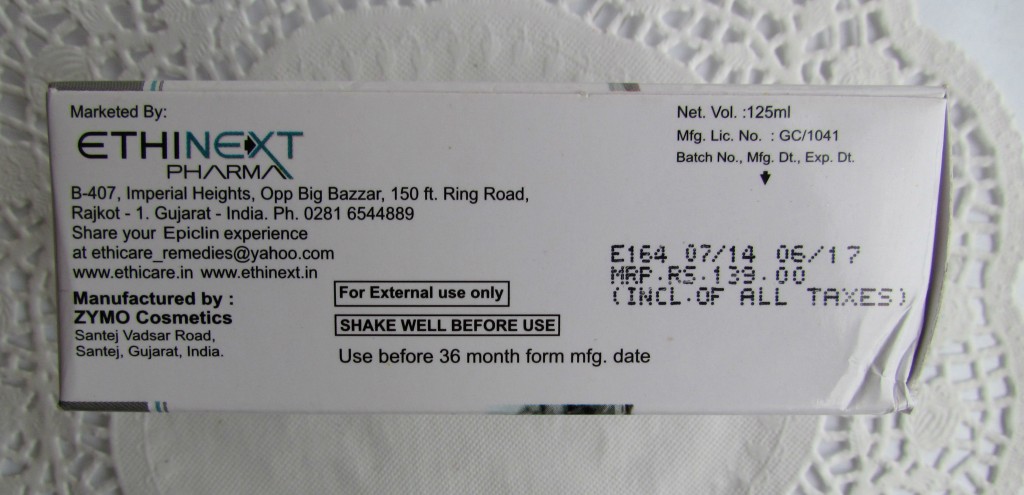 Marketed By:
ETHINEXT
PHARMA
B-407, Imperial Heights, Opp Big Bazzar, 150 ft. Ring Road,
Rajkot - 1. Gujarat - India. Ph. 0281 6544889
Share your Epiclin experience
at ethicare_remedies@yahoo.com
www.ethicare.in www.ethinext.in
Manufactured by :
ZYMO Cosmetics
Santej Vadsar Road,
Santej, Gujarat, India.
For External use only
SHAKE WELL BEFORE USE
Use before 36 month form mfg. date
Net. Vol. :125ml
Mfg. Lic. No. : GC/1041
Batch No., Mfg. Dt., Exp. Dt.
E164 07/14 06/17
MRP.RS.139.00
(INCL.OF ALL TAXES)